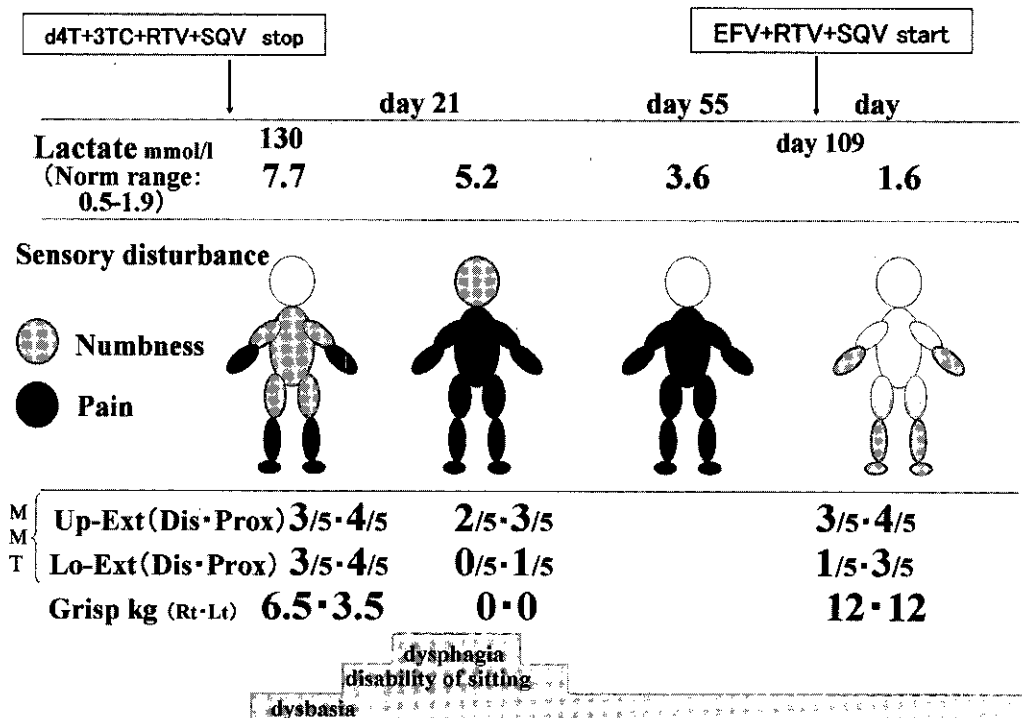 d4T+3TC+RTV+SQV stop
EFV+RTV+SQV start
day 21 day 55 day
130
day 109
Lactate mmol/l
(Norm range:
0.5-1.9)
7.7 5.2 3.6 1.6
Sensory disturbance
Numbness
Pain
MMT
Up-Ext(Dis・Prox) 3/5・4/5 2/5・3/5 3/5・4/5
Lo-Ext(Dis・Prox) 3/5・4/5 0/5・1/5 1/5・3/5
Grisp kg (Rt・Lt) 6.5・3.5 0・0 12・12
dysphagia
disability of sitting
dysbasia